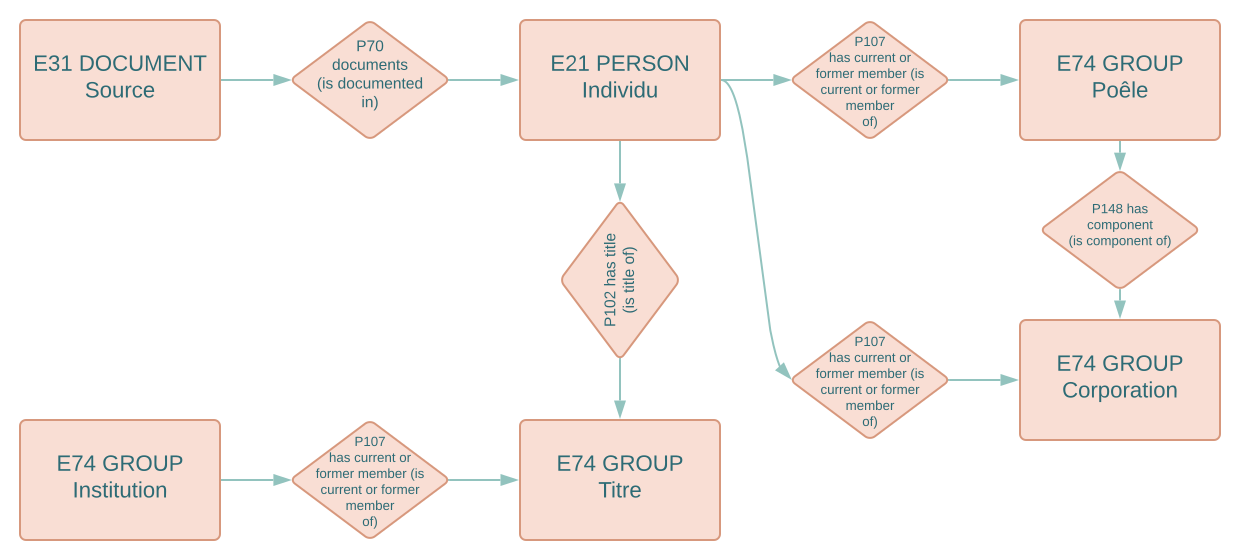 E31 DOCUMENT
Source
P70
documents
(is documented
in)
E21 PERSON
Individu
P107
has current or
former member (is
current or former
member
of)
E74 GROUP
Poêle
P148 has
component
(is component of)
P102 has title
(is title of)
P107
has current or
former member (is
current or former
member
of)
E74 GROUP
Corporation
E74 GROUP
Institution
P107
has current or
former member (is
current or former
member
of)
E74 GROUP
Titre